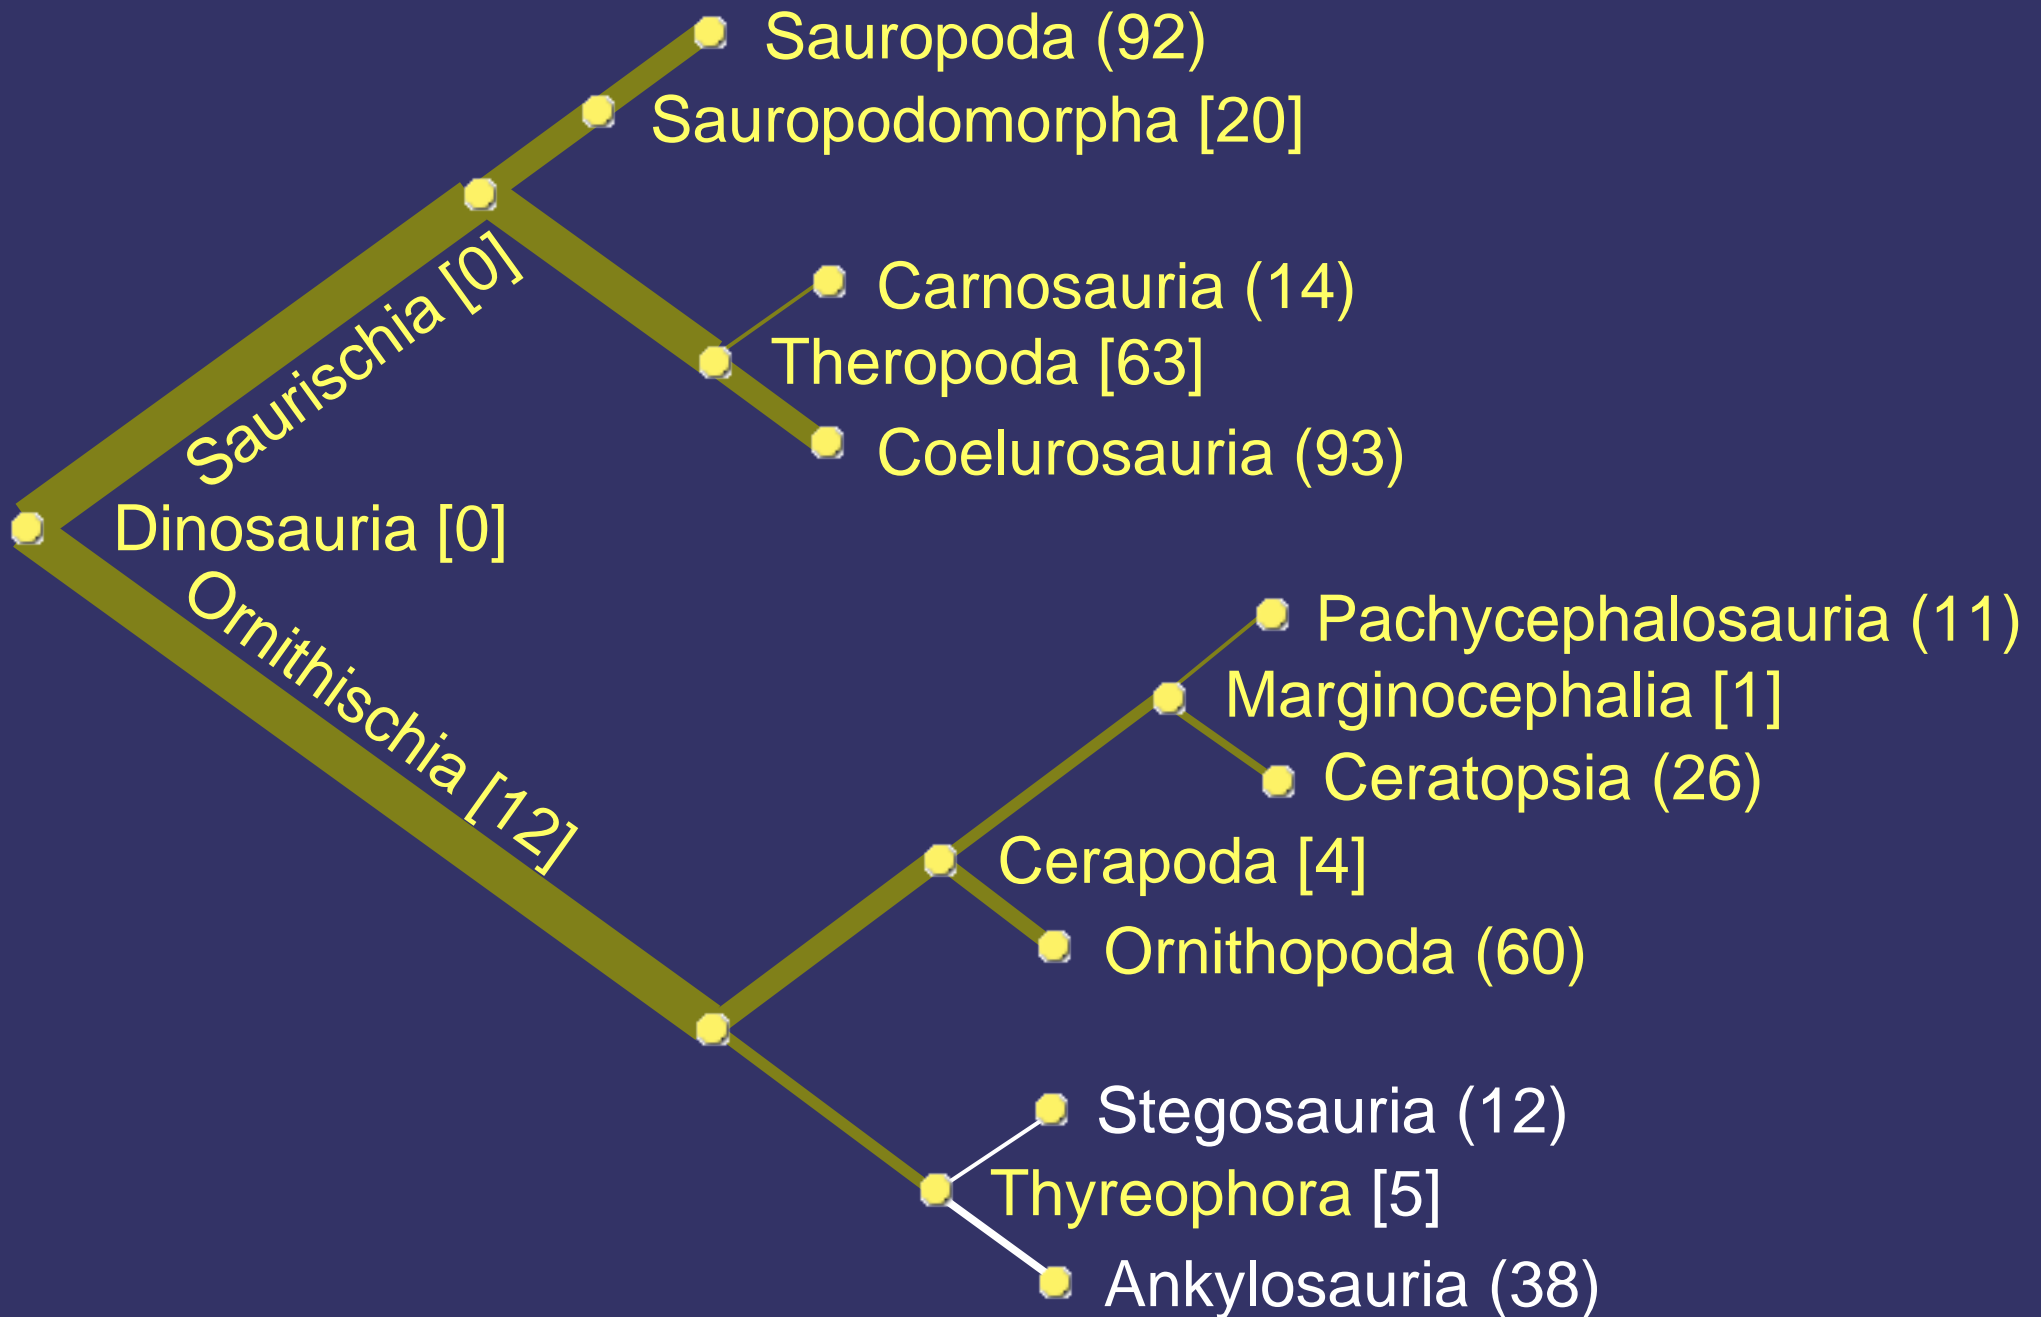 Sauropoda (92)
Sauropodomorpha [20]
Saurischia [0]
Carnosauria (14)
Theropoda [63]
Coelurosauria (93)
Dinosauria [0]
Ornithischia [12]
Pachycephalosauria (11)
Marginocephalia [1]
Ceratopsia (26)
Cerapoda [4]
Ornithopoda (60)
Stegosauria (12)
Thyreophora [5]
Ankylosauria (38)